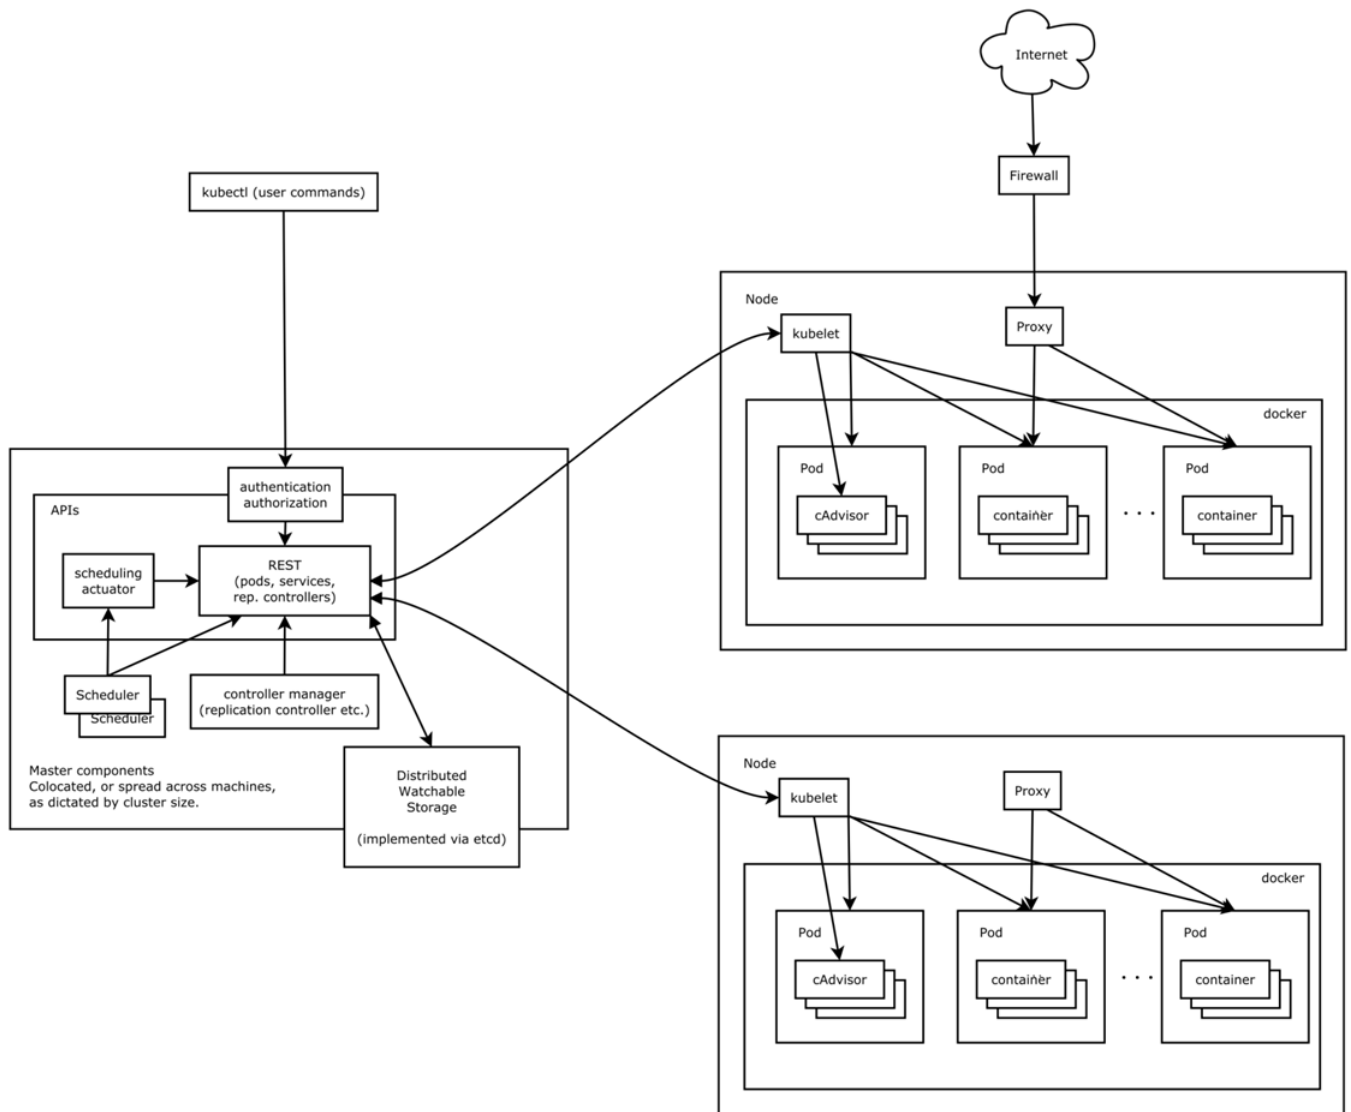 Internet
Firewall
kubectl (user commands)
Node
kubelet
Proxy
docker
Pod
cAdvisor
Pod
container
. . .
Pod
container
authentication
authorization
APIs
REST
(pods, services,
rep. controllers)
scheduling
actuator
Scheduler
Scheduler
controller manager
(replication controller etc.)
Distributed
Watchable
Storage
(implemented via etcd)
Master components
Colocated, or spread across machines,
as dictated by cluster size.
Node
kubelet
Proxy
docker
Pod
cAdvisor
Pod
container
. . .
Pod
container